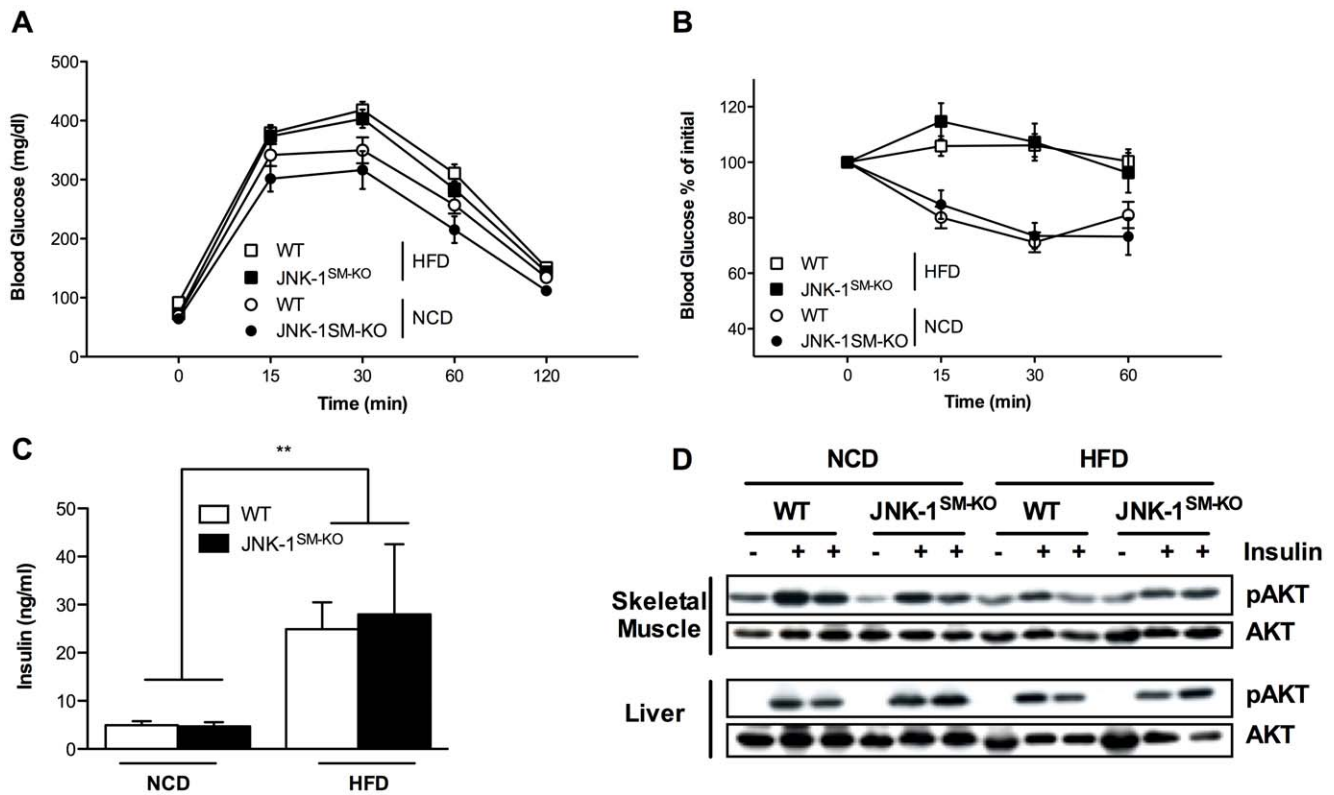 A
Blood Glucose (mg/dl)
500
400
300
200
100
0
WT
JNK-1SM-KO
HFD
WT
JNK-1SM-KO
NCD
0 15 30 60 120
Time (min)
B
Blood Glucose % of initial
120
100
80
60
40
WT
JNK-1SM-KO
HFD
WT
JNK-1SM-KO
NCD
0 15 30 60
Time (min)
C
**
Insulin (ng/ml)
50
40
30
20
10
0
WT
JNK-1SM-KO
NCD HFD
D
NCD HFD
WT JNK-1SM-KO WT JNK-1SM-KO
- + + - + + - + + - + + Insulin
Skeletal
Muscle
pAKT
AKT
Liver
pAKT
AKT